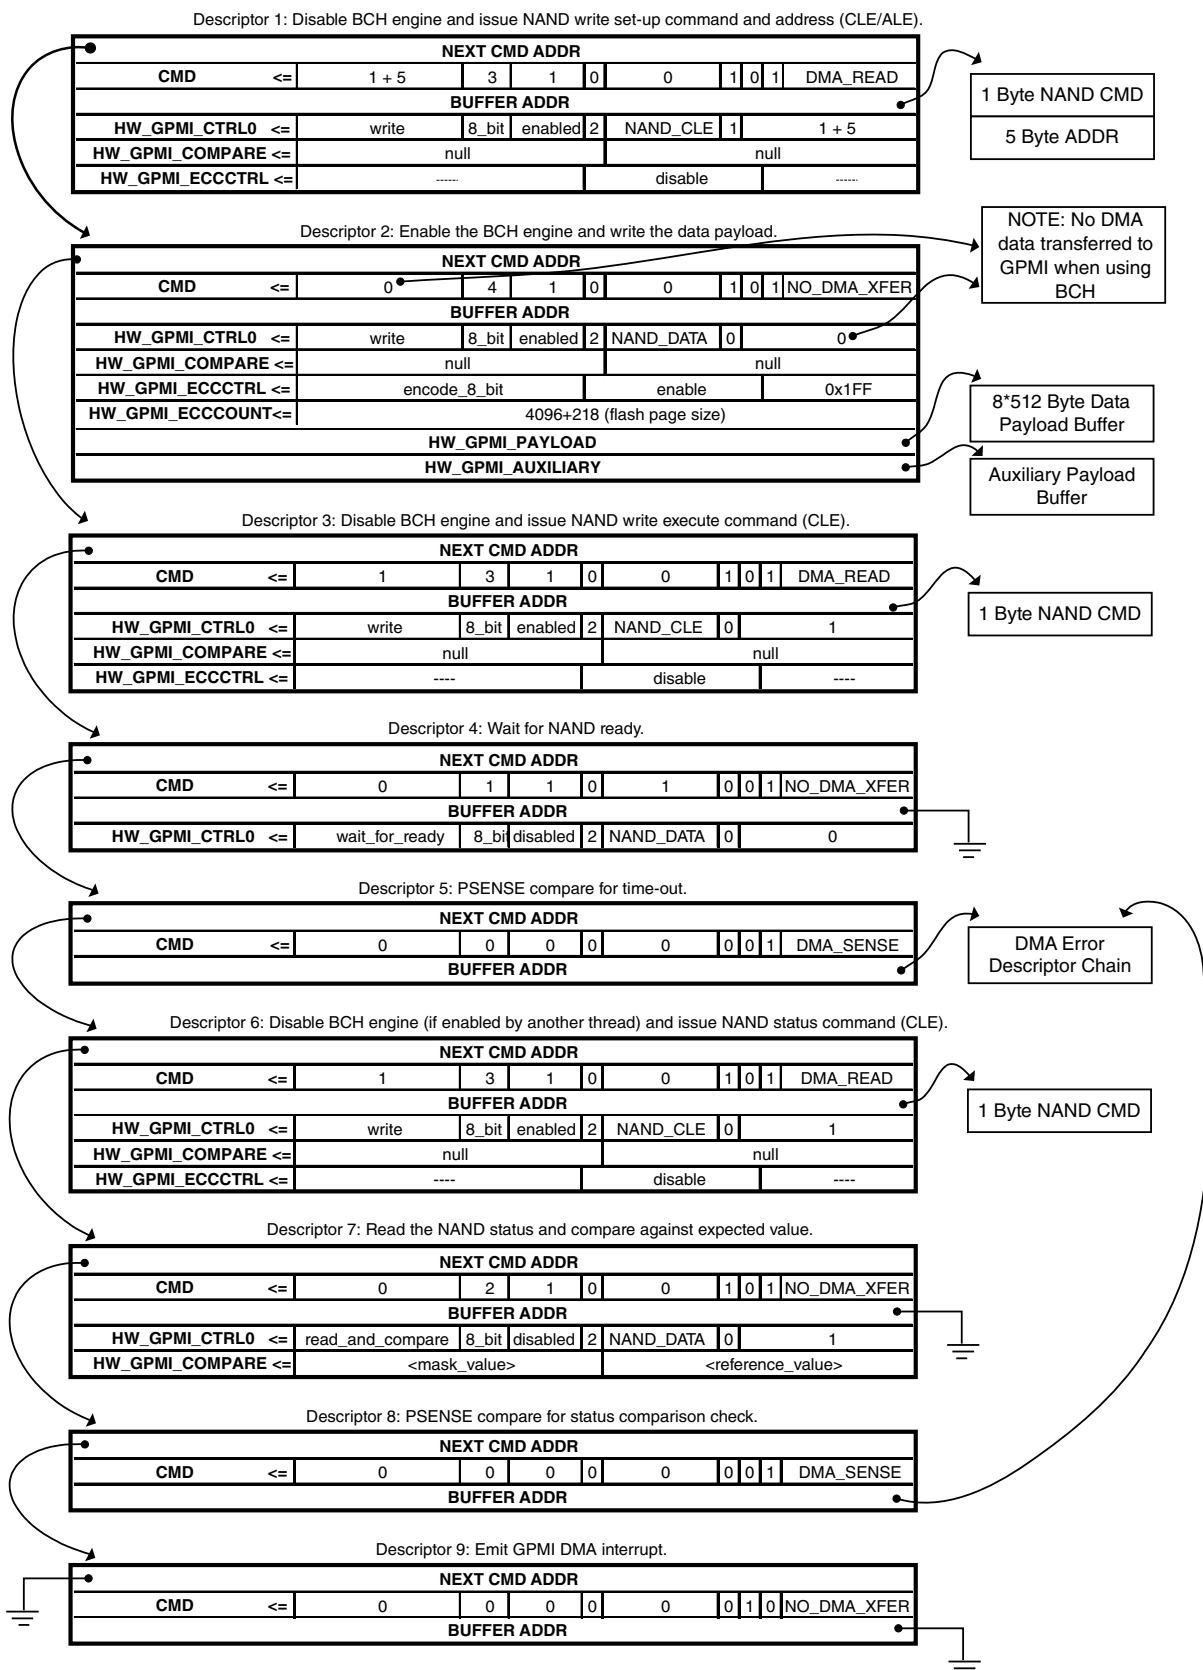 Descriptor 1: Disable BCH engine and issue NAND write set-up command and address (CLE/ALE).
NEXT CMD ADDR
CMD <= 1 + 5 3 1 0 0 1 0 1 DMA_READ
BUFFER ADDR
HW_GPMI_CTRL0 <= write 8_bit enabled 2 NAND_CLE 1 1 + 5
HW_GPMI_COMPARE <= null null
HW_GPMI_ECCCTRL <= ----- disable -----
1 Byte NAND CMD
5 Byte ADDR
Descriptor 2: Enable the BCH engine and write the data payload.
NEXT CMD ADDR
CMD <= 0 4 1 0 0 1 0 1 NO_DMA_XFER
BUFFER ADDR
HW_GPMI_CTRL0 <= write 8_bit enabled 2 NAND_DATA 0 0
HW_GPMI_COMPARE <= null null
HW_GPMI_ECCCTRL <= encode_8_bit enable 0x1FF
HW_GPMI_ECCCOUNT<= 4096+218 (flash page size)
HW_GPMI_PAYLOAD
HW_GPMI_AUXILIARY
NOTE: No DMA
data transferred to
GPMI when using
BCH
8*512 Byte Data
Payload Buffer
Auxiliary Payload
Buffer
Descriptor 3: Disable BCH engine and issue NAND write execute command (CLE).
NEXT CMD ADDR
CMD <= 1 3 1 0 0 1 0 1 DMA_READ
BUFFER ADDR
HW_GPMI_CTRL0 <= write 8_bit enabled 2 NAND_CLE 0 1
HW_GPMI_COMPARE <= null null
HW_GPMI_ECCCTRL <= ---- disable ----
1 Byte NAND CMD
Descriptor 4: Wait for NAND ready.
NEXT CMD ADDR
CMD <= 0 1 1 0 1 0 0 1 NO_DMA_XFER
BUFFER ADDR
HW_GPMI_CTRL0 <= wait_for_ready 8_bit disabled 2 NAND_DATA 0 0
Descriptor 5: PSENSE compare for time-out.
NEXT CMD ADDR
CMD <= 0 0 0 0 0 0 0 1 DMA_SENSE
BUFFER ADDR
DMA Error
Descriptor Chain
Descriptor 6: Disable BCH engine (if enabled by another thread) and issue NAND status command (CLE).
NEXT CMD ADDR
CMD <= 1 3 1 0 0 1 0 1 DMA_READ
BUFFER ADDR
HW_GPMI_CTRL0 <= write 8_bit enabled 2 NAND_CLE 0 1
HW_GPMI_COMPARE <= null null
HW_GPMI_ECCCTRL <= ---- disable ----
1 Byte NAND CMD
Descriptor 7: Read the NAND status and compare against expected value.
NEXT CMD ADDR
CMD <= 0 2 1 0 0 1 0 1 NO_DMA_XFER
BUFFER ADDR
HW_GPMI_CTRL0 <= read_and_compare 8_bit disabled 2 NAND_DATA 0 1
HW_GPMI_COMPARE <= <mask_value> <reference_value>
Descriptor 8: PSENSE compare for status comparison check.
NEXT CMD ADDR
CMD <= 0 0 0 0 0 0 0 1 DMA_SENSE
BUFFER ADDR
Descriptor 9: Emit GPMI DMA interrupt.
NEXT CMD ADDR
CMD <= 0 0 0 0 0 0 1 0 NO_DMA_XFER
BUFFER ADDR